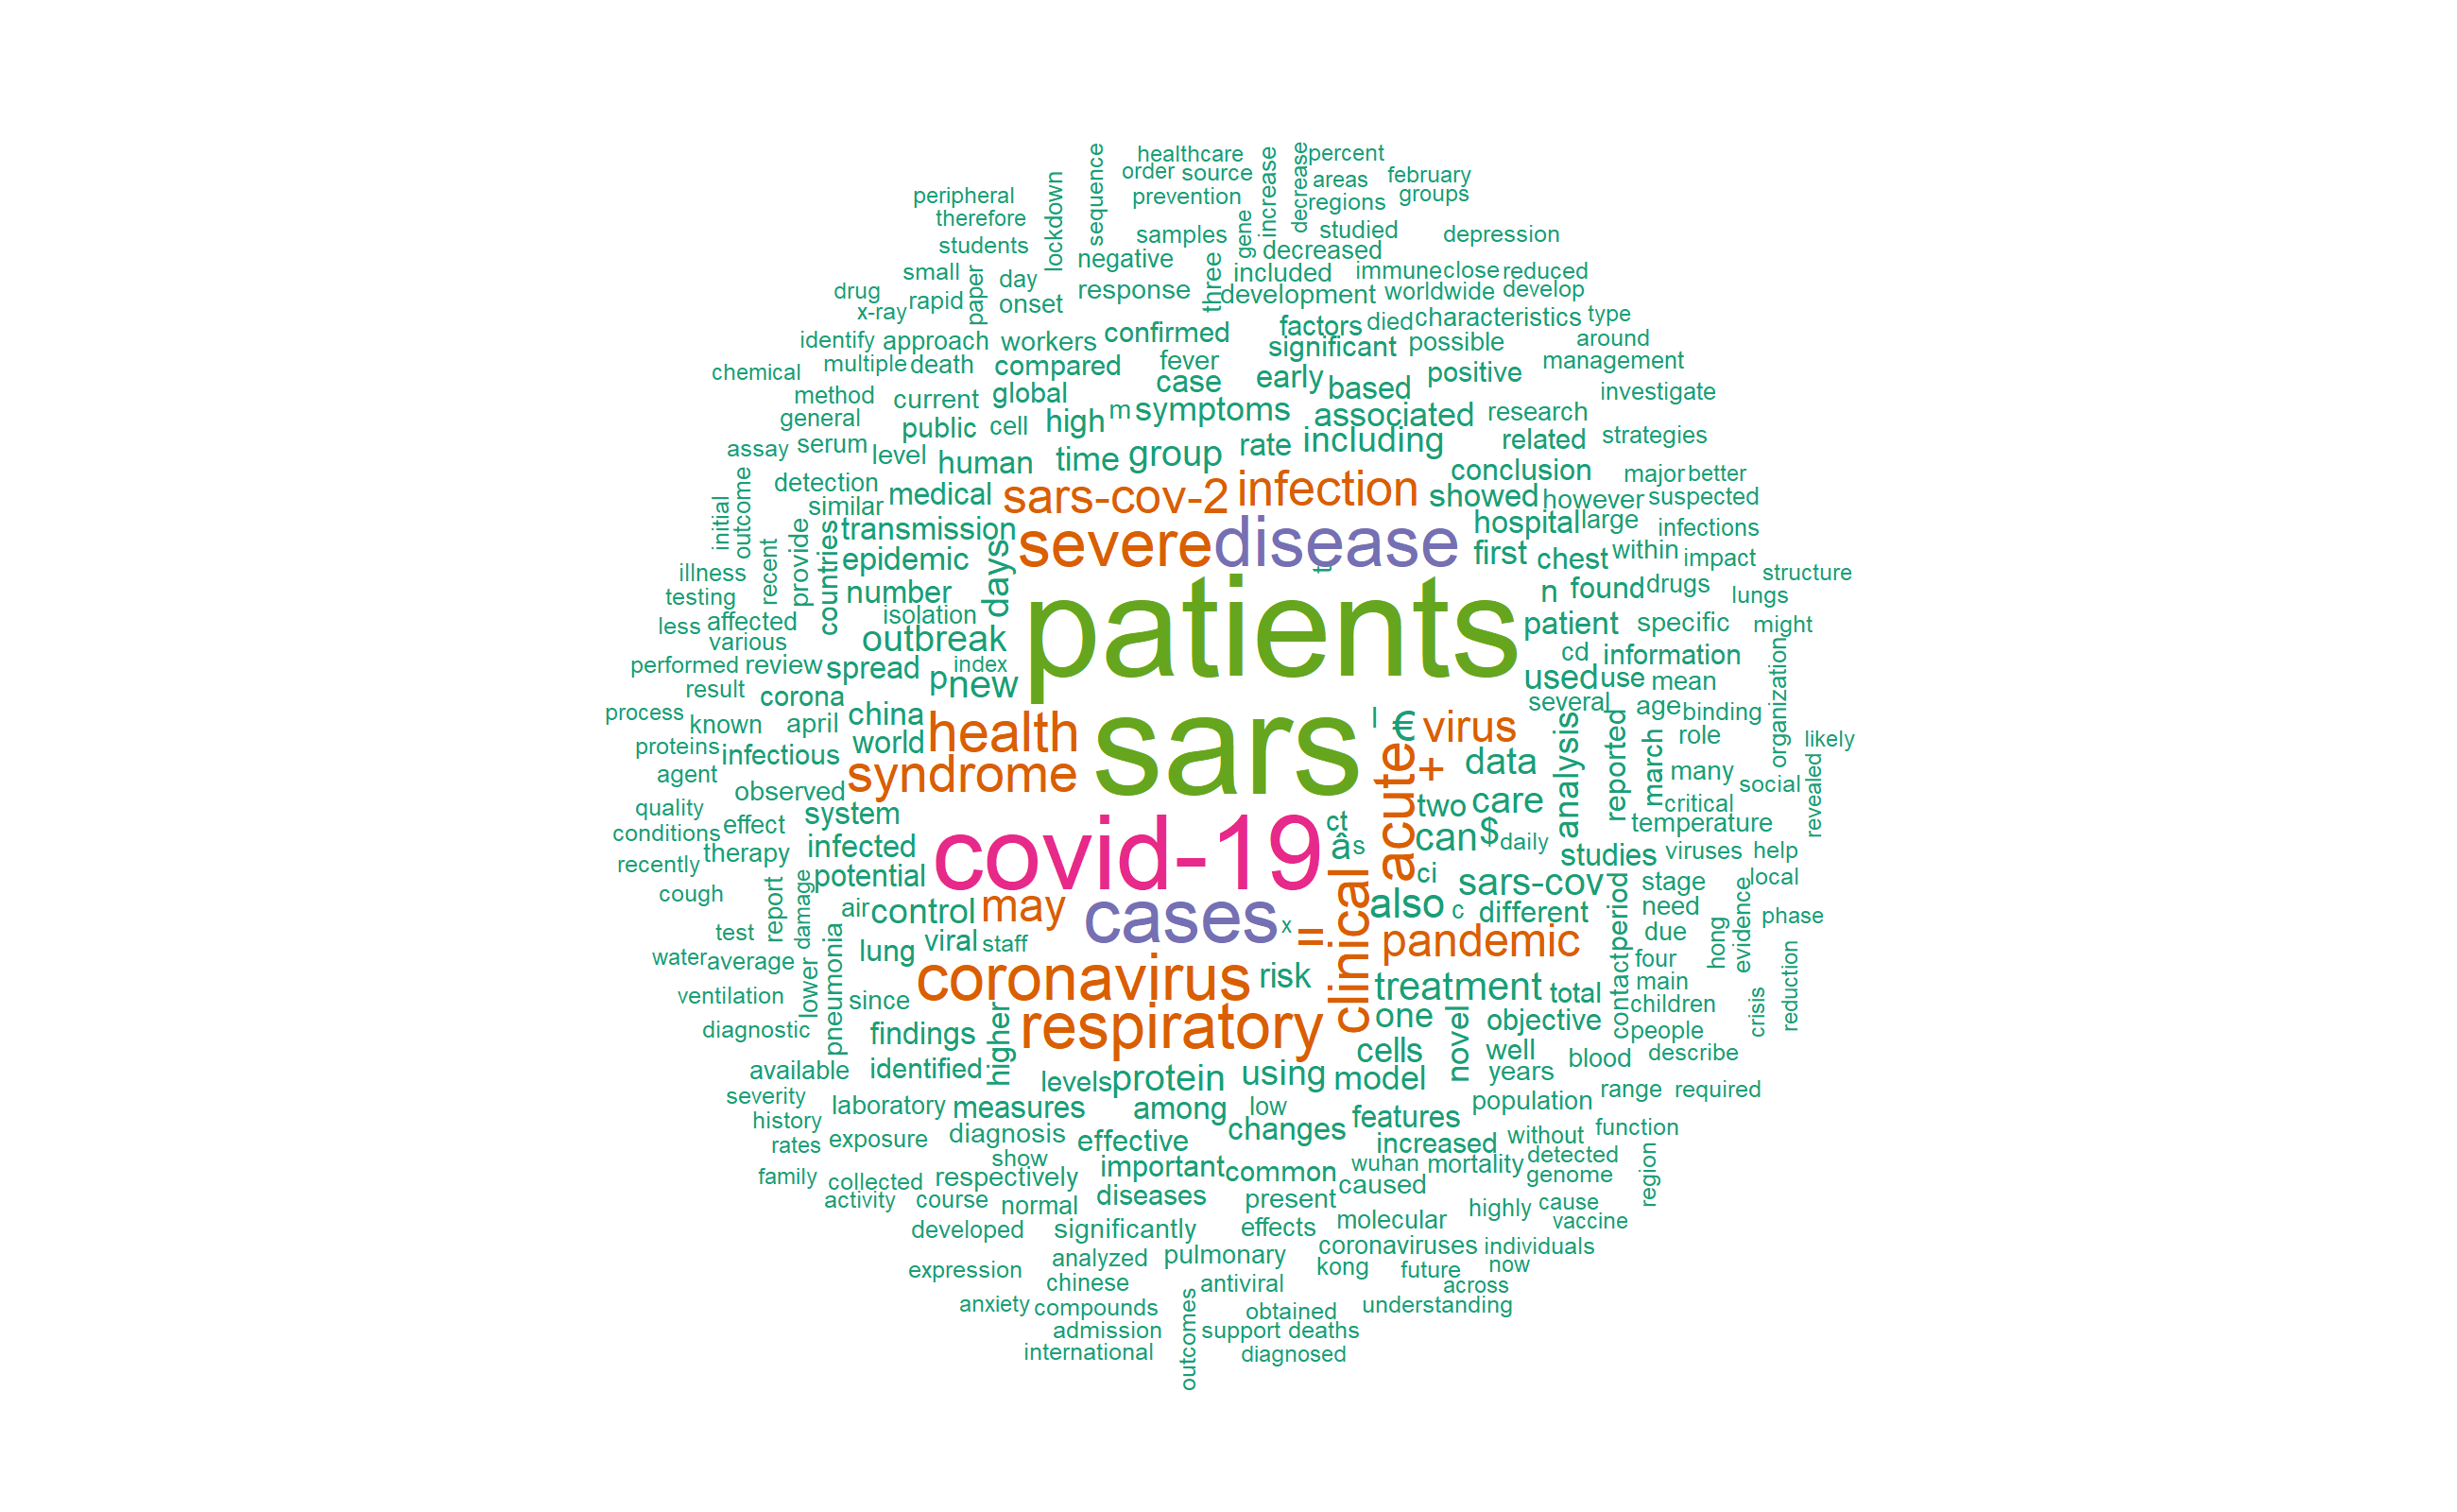 healthcare
percent
sequence
increase
decrease
order source
areas
february
lockdown
peripheral
prevention
regions
groups
therefore
gene
samples
studied
depression
students
negative
decreased
three
small
paper
day
included
immune close reduced
drug
rapid
onset
response
development
worldwide
develop
x-ray
identify
approach
workers
confirmed
factors
died
characteristics
type
significant
possible
around
chemical
multiple
death
compared
fever
management
method
current
global
case
early
based
positive
investigate
general
public
cell
high
m
symptoms
associated
research
assay
serum
level
human
time
group
rate
including
related
strategies
conclusion
major
better
initial
outcome
detection
similar
medical
sars-cov-2
infection
showed
however
suspected
transmission
severe
disease
hospital
large
infections
illness
recent
provide
countries
epidemic
days
first
chest
within
impact
structure
testing
number
t
n
found
drugs
lungs
less
affected
isolation
patients
patient
specific
might
various
outbreak
performed
review
spread
index
cd
information
organization
result
corona
p
new
used
use
mean
process
known
april
china
health
sars
l
€
virus
several
age
binding
proteins
infectious
world
analysis
reported
march
role
likely
agent
syndrome
acute
+
data
many
social
revealed
quality
observed
system
two
care
critical
conditions
effect
covid-19
ct
â
s
can
$
daily
temperature
recently
therapy
infected
studies
viruses
help
cough
potential
ci
sars-cov
stage
local
report
damage
air
control
may
cases
x
=
clinical
also
c
different
period
need
evidence
phase
test
pneumonia
lung
viral
staff
pandemic
contact
due
hong
water
average
lower
coronavirus
risk
four
reduction
ventilation
since
treatment
total
main
children
crisis
diagnostic
findings
higher
respiratory
one
novel
objective
people
available
identified
cells
well
blood
describe
severity
levels
protein
using
model
years
range
required
history
laboratory
measures
among
low
features
population
rates
exposure
diagnosis
effective
changes
increased
without
function
show
family
collected
respectively
important
common
wuhan
mortality
detected
genome
region
activity
course
normal
diseases
present
caused
highly
cause
developed
significantly
effects
molecular
vaccine
expression
analyzed
pulmonary
coronaviruses
individuals
chinese
antiviral
kong
future
now
anxiety
compounds
outcomes
obtained
across
understanding
admission
support
deaths
international
diagnosed